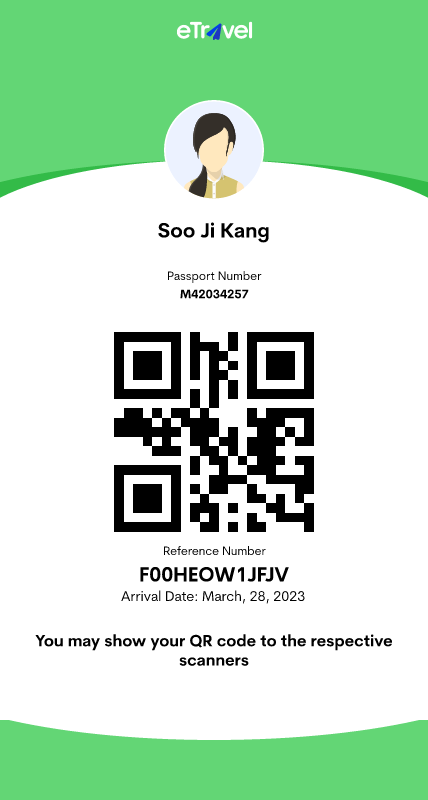 eTravel
Soo Ji Kang
Passport Number
M42034257
Reference Number
F00HEOW1JFJV
Arrival Date: March, 28, 2023
You may show your QR code to the respective
scanners